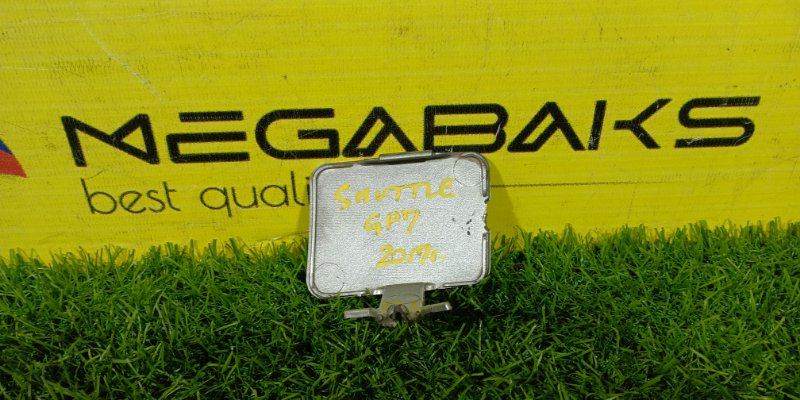 MEGABAKS
best quali
SHUTTLE
GP7
2017г.